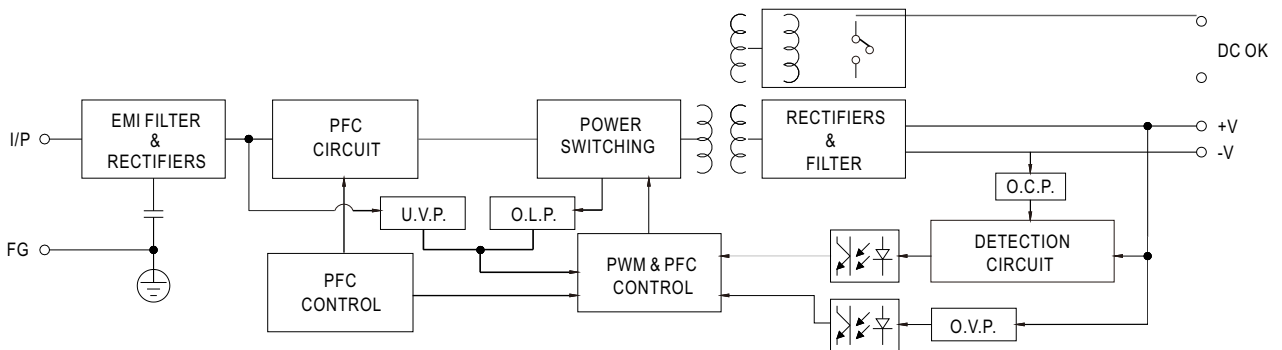 DC OK
I/P
EMI FILTER
&
RECTIFIERS
PFC
CIRCUIT
POWER
SWITCHING
RECTIFIERS
&
FILTER
+V
-V
O.C.P.
U.V.P.
O.L.P.
FG
PFC
CONTROL
PWM & PFC
CONTROL
DETECTION
CIRCUIT
O.V.P.